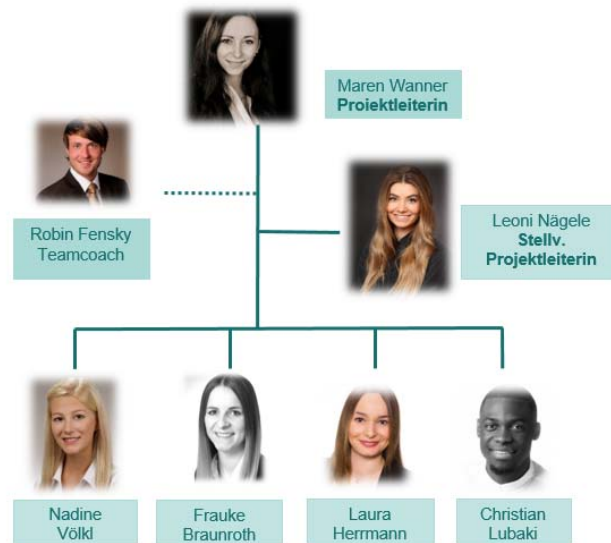 Maren Wanner
Projektleiterin
Robin Fensky
Teamcoach
Leoni Nägele
Stellv.
Projektleiterin
Nadine
Völkl
Frauke
Braunroth
Laura
Herrmann
Christian
Lubaki